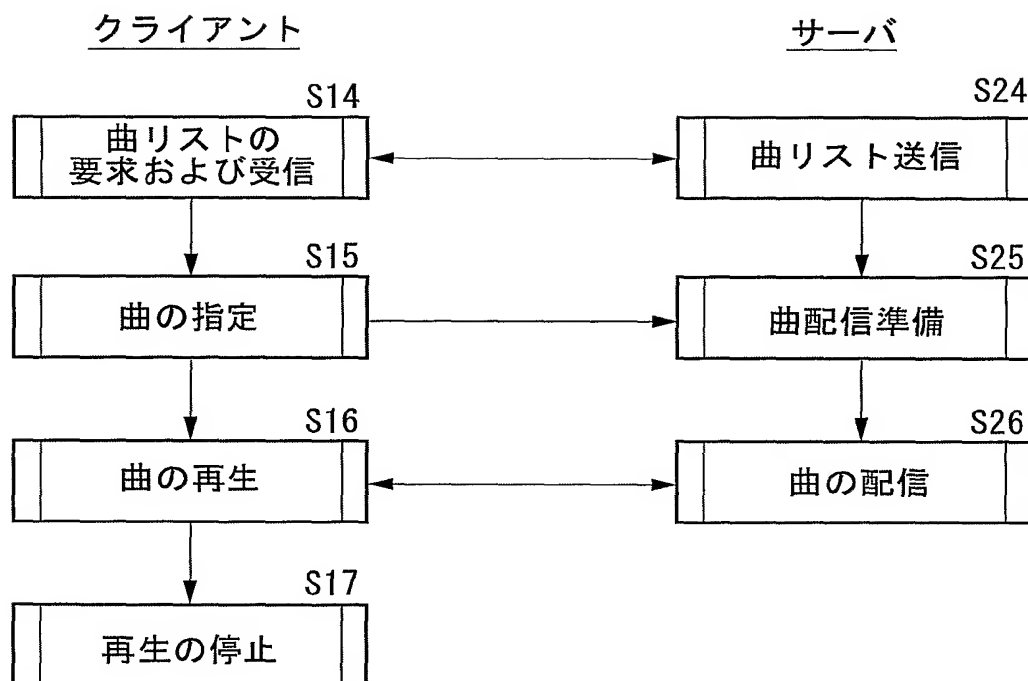 クライアント
サーバ
S14
曲リストの
要求および受信
S24
曲リスト送信
S15
曲の指定
S25
曲配信準備
S16
曲の再生
S26
曲の配信
S17
再生の停止